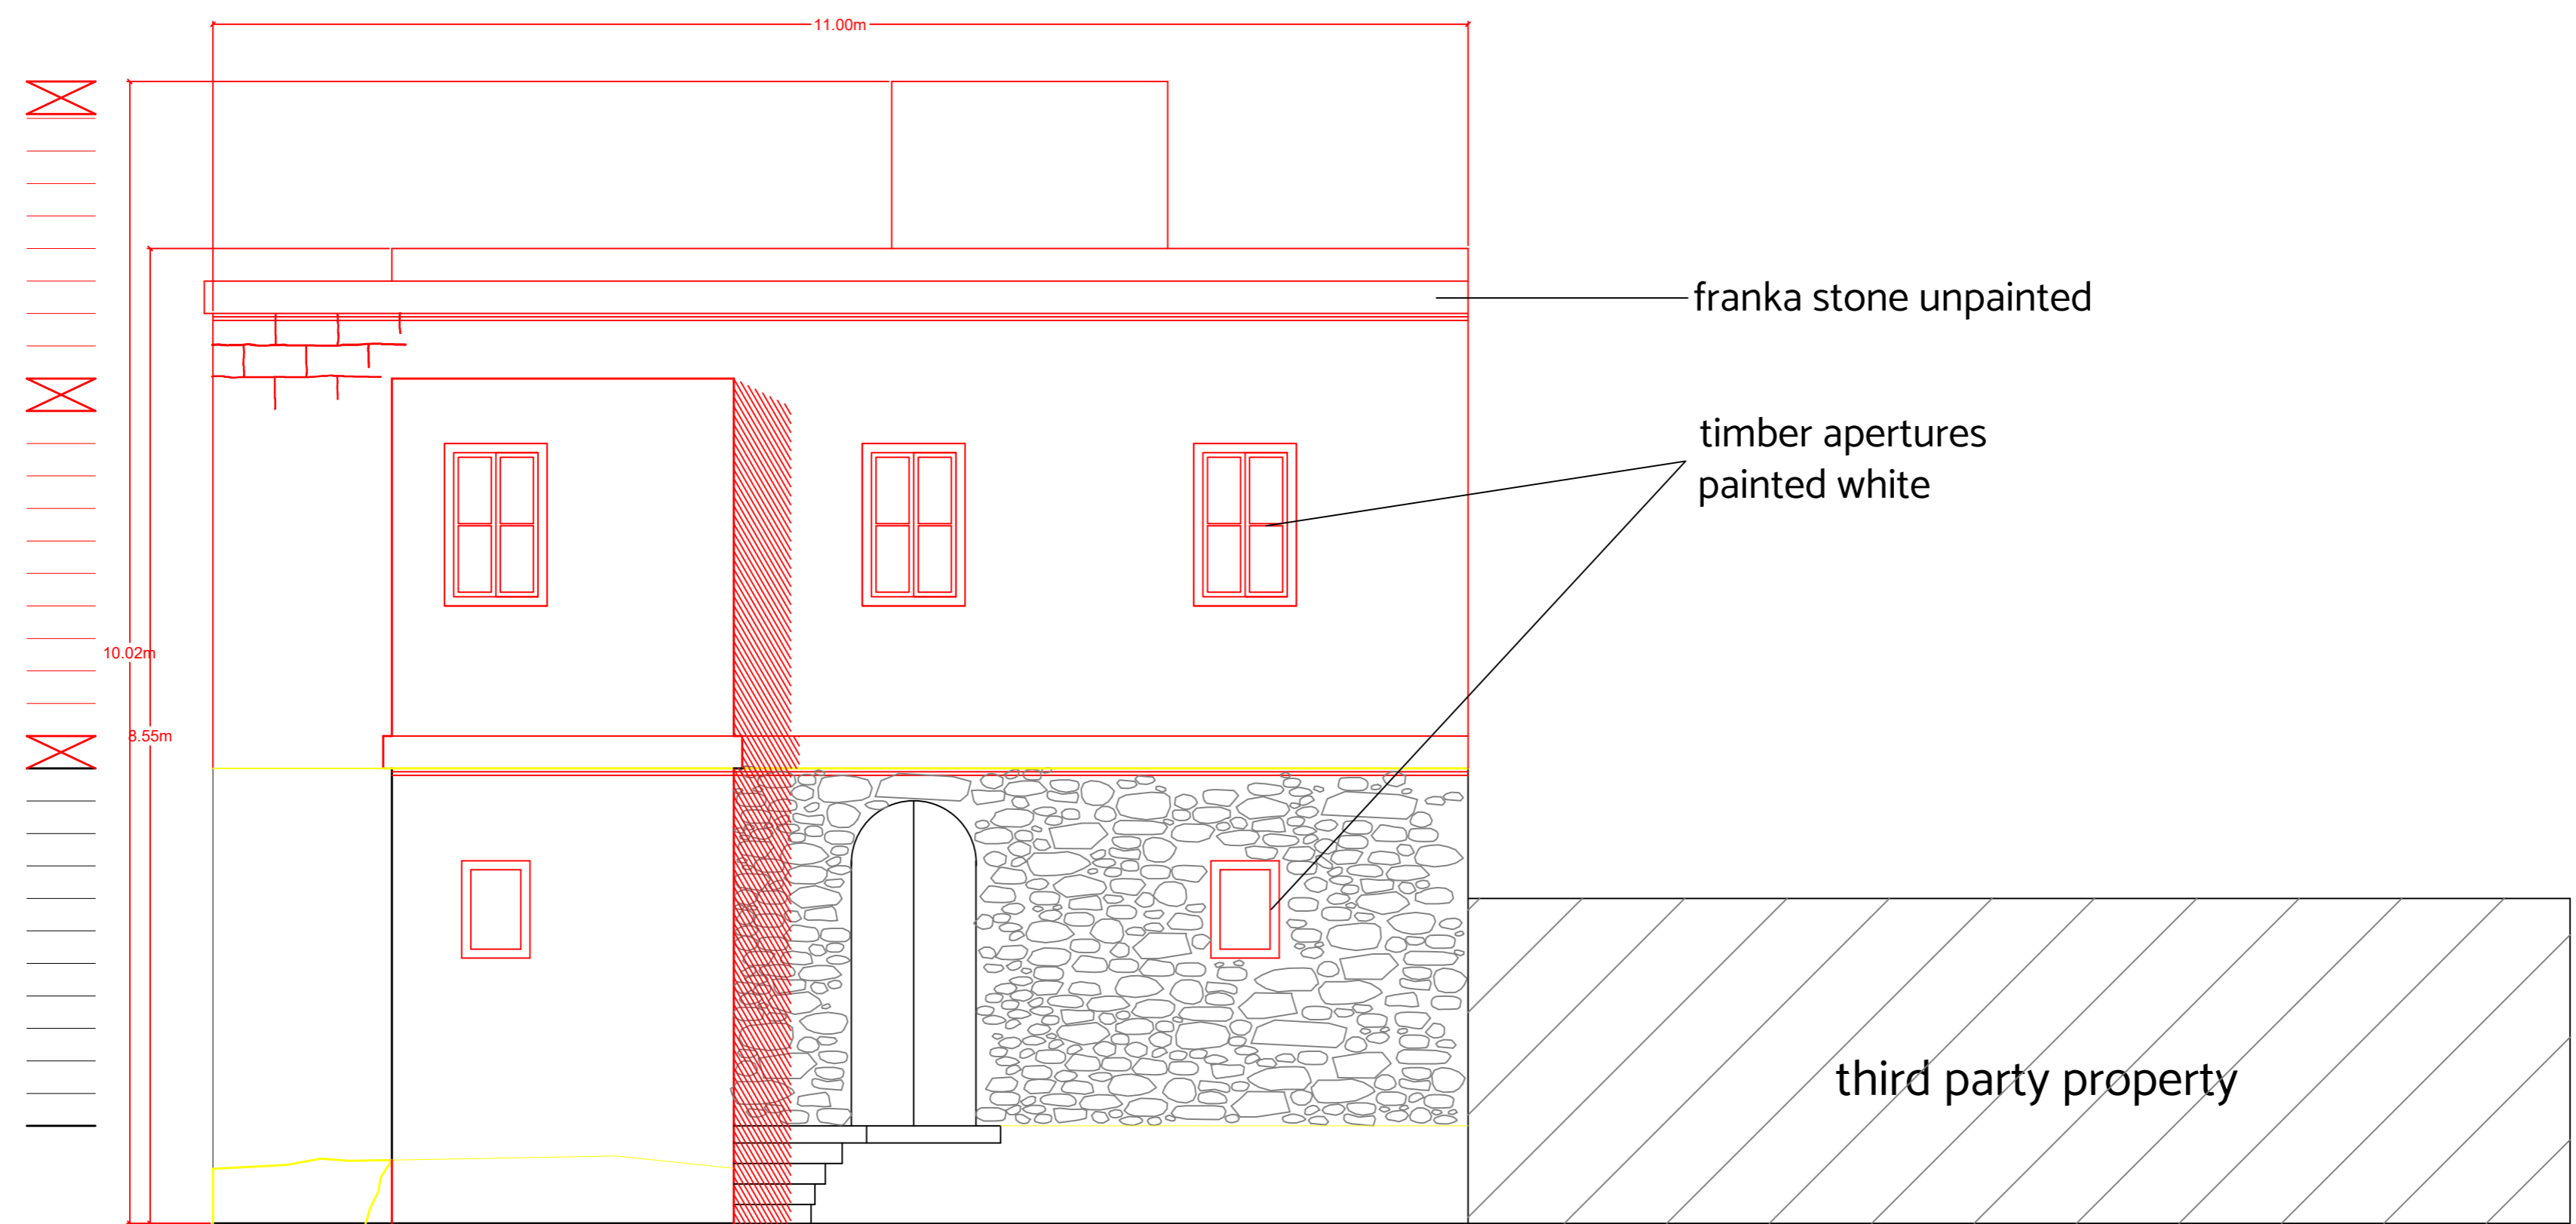 11.00m
franka stone unpainted
timber apertures
painted white
10.02m
8.55m
third party property